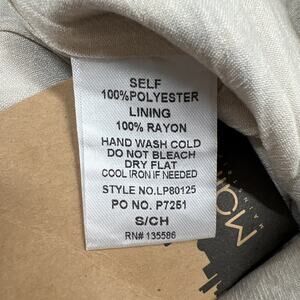 SELF
100%POLYESTER
LINING
100% RAYON
HAND WASH COLD
DO NOT BLEACH
DRY FLAT
COOL IRON IF NEEDED
STYLE NO.LP80125
PO NO. P7251
S/CH
RN# 135586